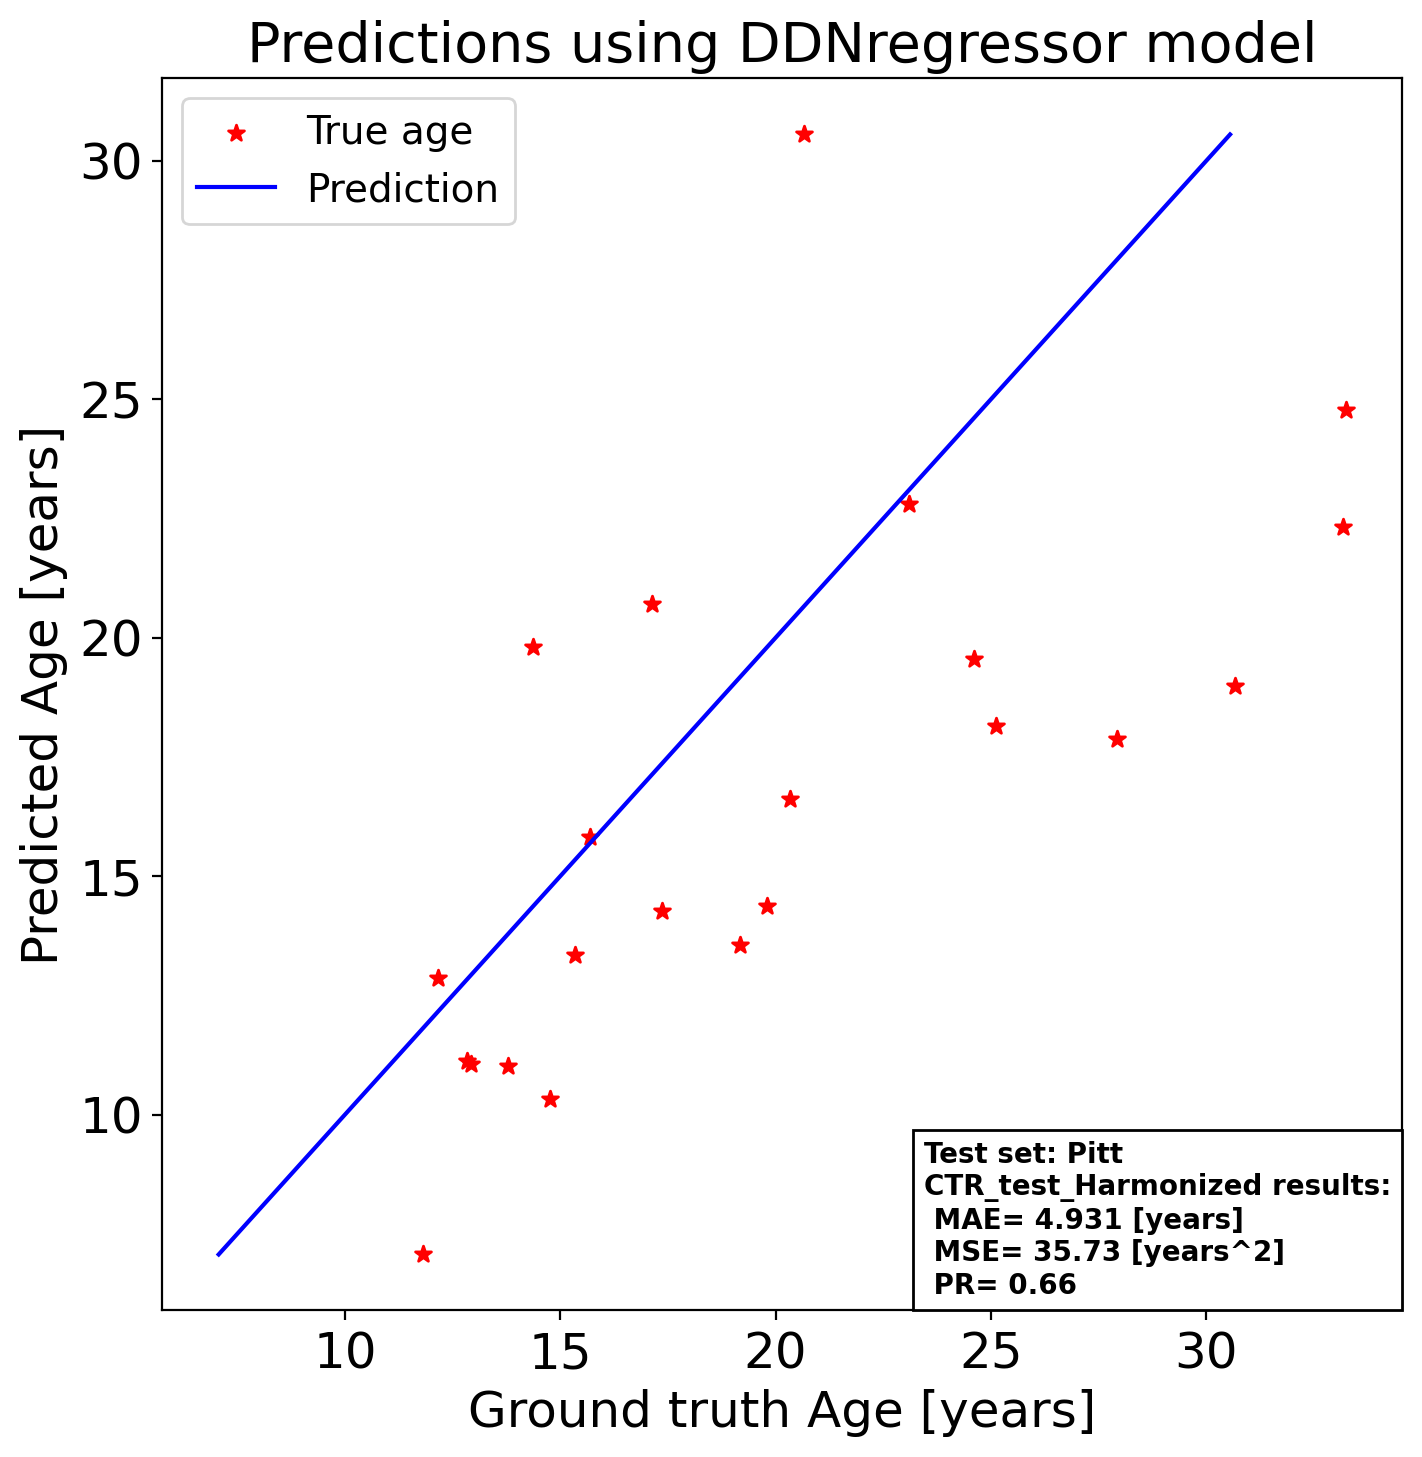 Predictions using DDNregressor model
True age
Prediction
30
25
20
15
10
Predicted Age [years]
Test set: Pitt
CTR_test_Harmonized results:
MAE= 4.931 [years]
MSE= 35.73 [years^2]
PR= 0.66
10 15 20 25 30
Ground truth Age [years]